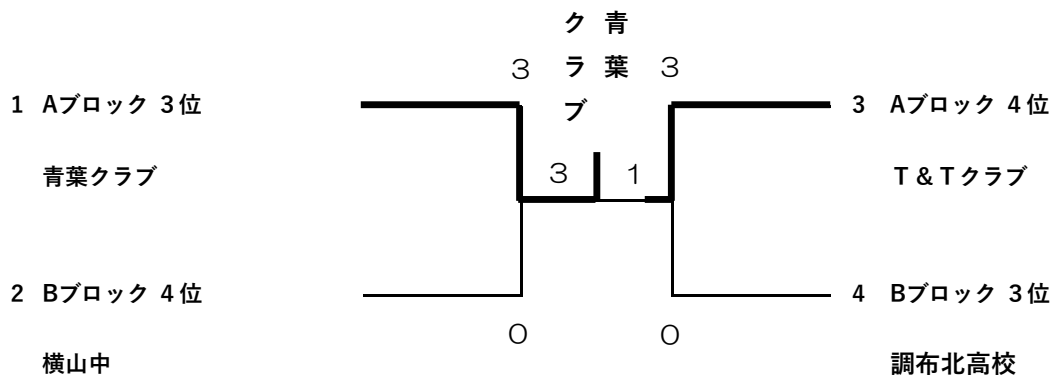 青葉
クラブ
3 3
1 Aブロック 3位
3 Aブロック 4位
青葉クラブ
3 1
T&Tクラブ
2 Bブロック 4位
4 Bブロック 3位
0 0
横山中
調布北高校